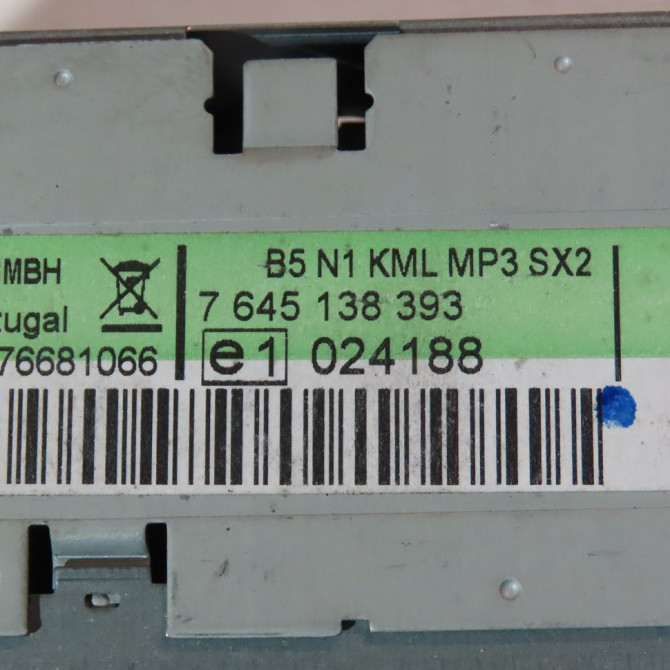 MBH
B5 N1 KML MP3 SX2
tugal
7 645 138 393
76681066
e1 024188